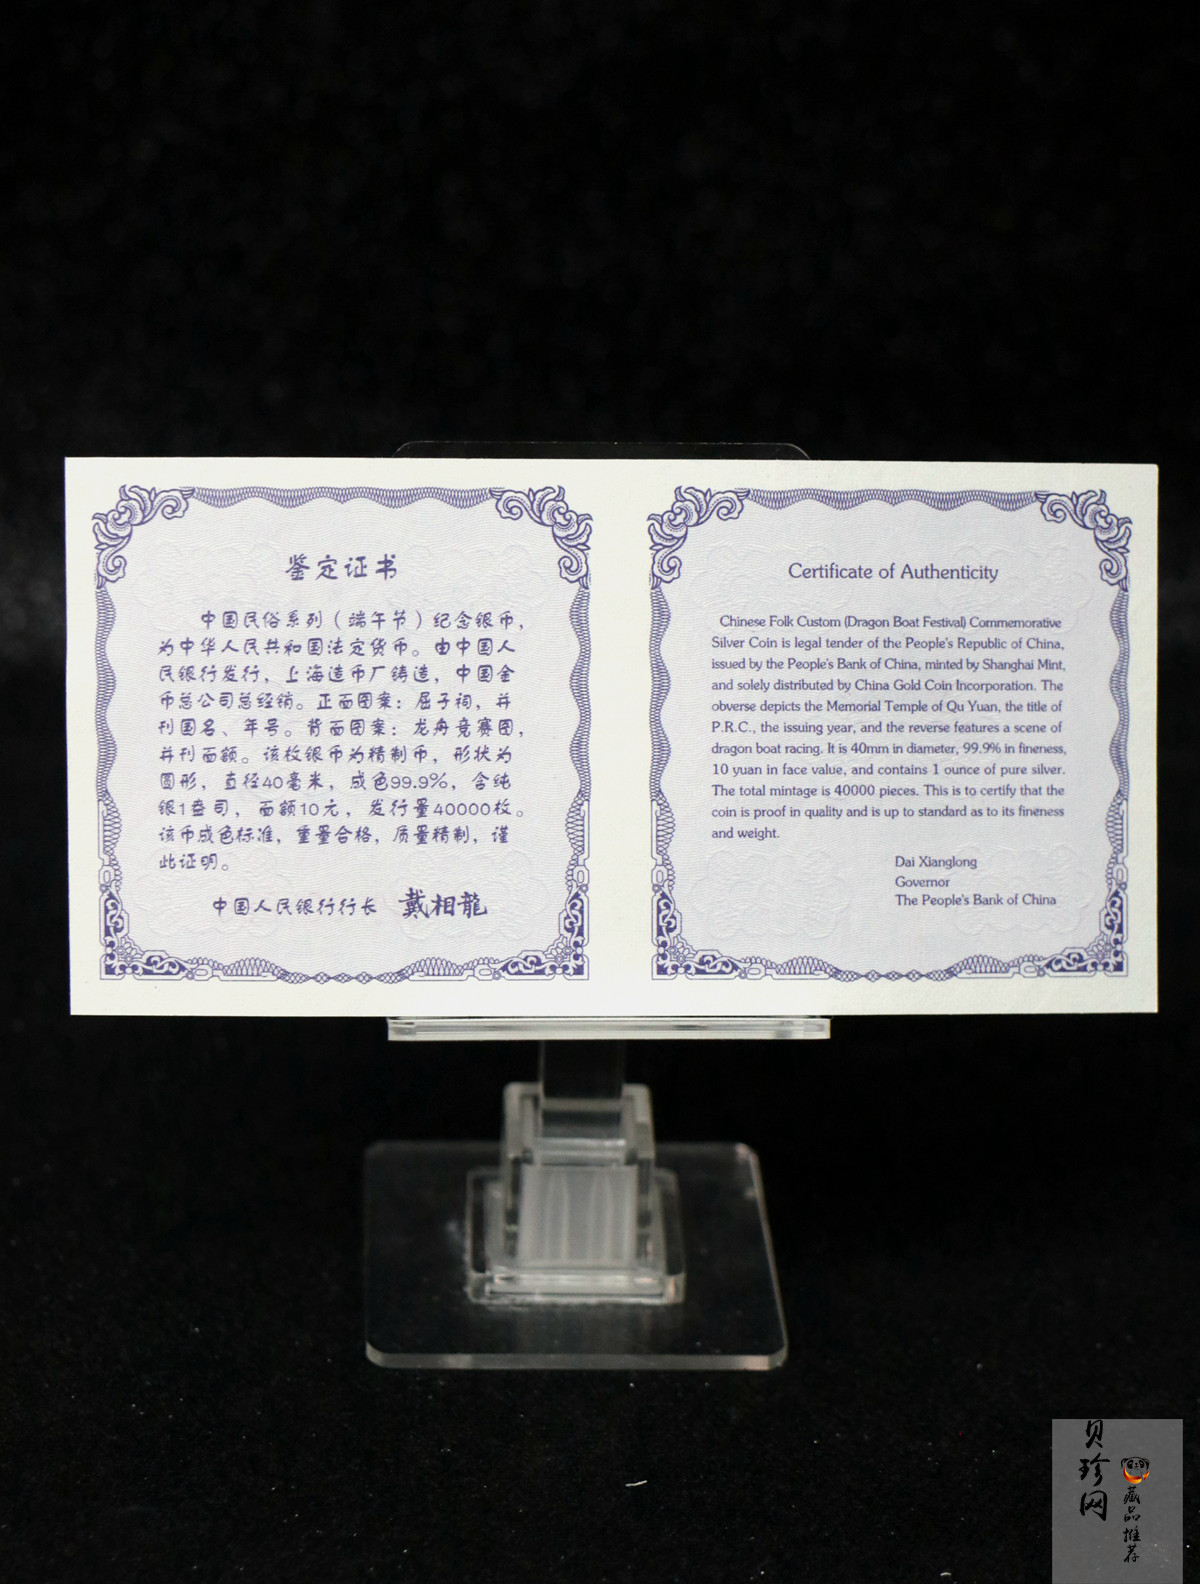 鉴定证书
中国民俗系列（端午节）纪念银币，
为中华人民共和国法定货币。由中国人
民银行发行，上海造币厂铸造，中国金
币总公司总经销。正面图案：屈子祠，并
刊国名、年号。背面图案：龙舟竞赛图，
并刊面额。该枚银币为精制币，形状为
圆形，直径40毫米，成色99.9%，含纯
银1盎司，面额10元，发行量40000枚。
该币成色标准，重量合格，质量精制，谨
此证明。
中国人民银行行长 戴相龍
Certificate of Authenticity
Chinese Folk Custom (Dragon Boat Festival) Commemorative
Silver Coin is legal tender of the People's Republic of China,
issued by the People's Bank of China, minted by Shanghai Mint,
and solely distributed by China Gold Coin Incorporation. The
obverse depicts the Memorial Temple of Qu Yuan, the title of
P.R.C., the issuing year, and the reverse features a scene of
dragon boat racing. It is 40mm in diameter, 99.9% in fineness,
10 yuan in face value, and contains 1 ounce of pure silver.
The total mintage is 40000 pieces. This is to certify that the
coin is proof in quality and is up to standard as to its fineness
and weight.
Dai Xianglong
Governor
The People's Bank of China
贝珍网
藏品推荐